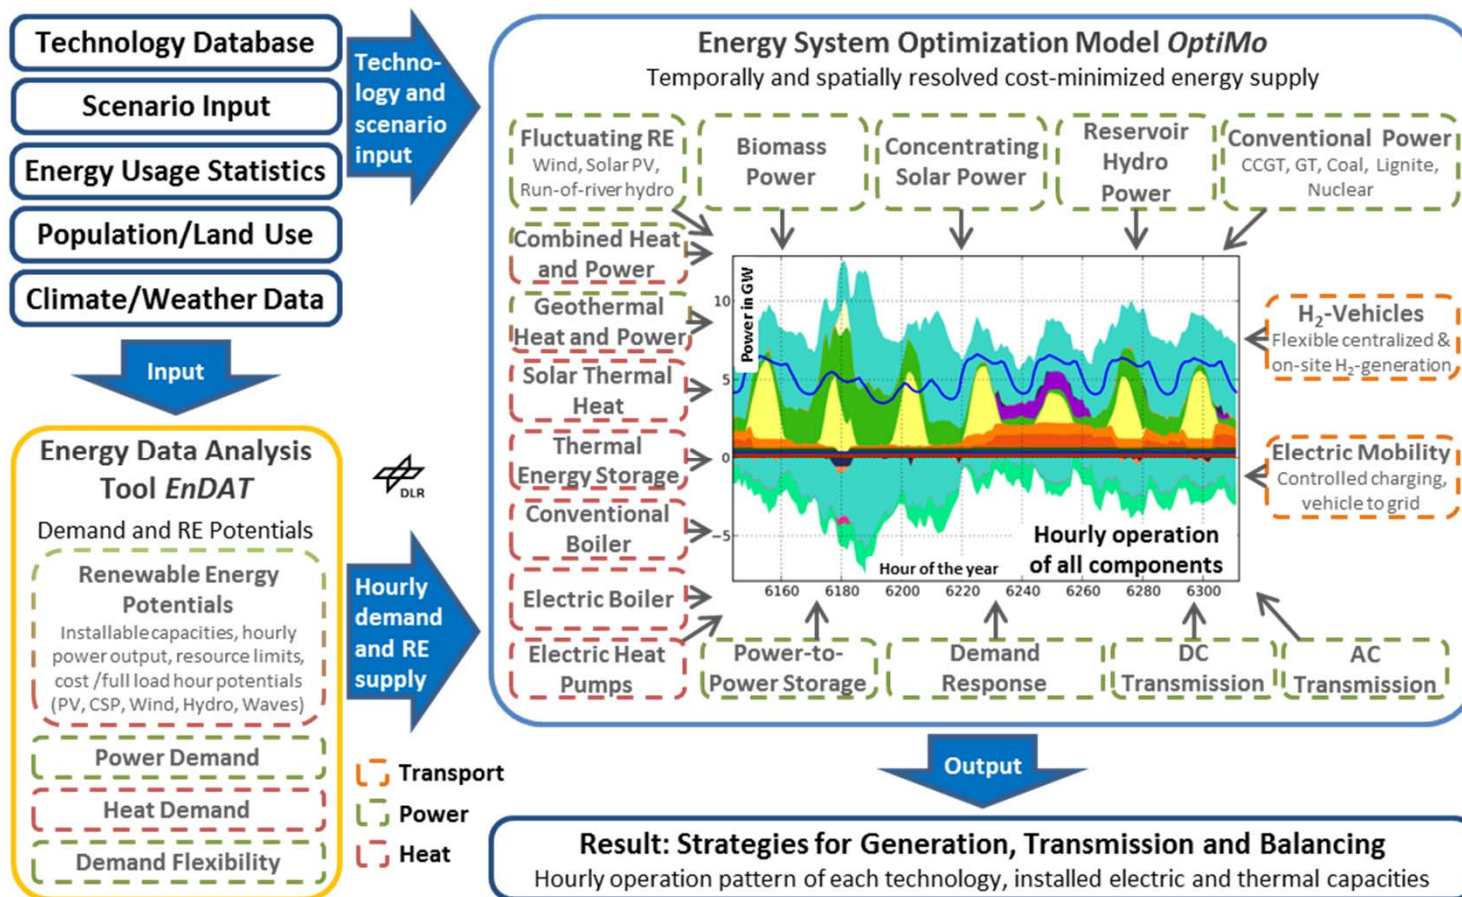 Technology Database
Scenario Input
Energy Usage Statistics
Population/Land Use
Climate/Weather Data
Techno-
logy and
scenario
input
Input
Energy Data Analysis
Tool EnDAT
Demand and RE Potentials
Renewable Energy
Potentials
Installable capacities, hourly
power output, resource limits,
cost /full load hour potentials
(PV, CSP, Wind, Hydro, Waves)
Power Demand
Heat Demand
Demand Flexibility
DLR
Hourly
demand
and RE
supply
Transport
Power
Heat
Energy System Optimization Model OptiMo
Temporally and spatially resolved cost-minimized energy supply
Fluctuating RE
Wind, Solar PV,
Run-of-river hydro
Biomass
Power
Concentrating
Solar Power
Reservoir
Hydro
Power
Conventional Power
CCGT, GT, Coal, Lignite,
Nuclear
Combined Heat
and Power
Geothermal
Heat and Power
Solar Thermal
Heat
Thermal
Energy Storage
Conventional
Boiler
Electric Boiler
Electric Heat
Pumps
Power in GW
10
5
0
-5
Hour of the year
Hourly operation
of all components
6160 6180 6200 6220 6240 6260 6280 6300
H₂-Vehicles
Flexible centralized &
on-site H₂-generation
Electric Mobility
Controlled charging,
vehicle to grid
Power-to-
Power Storage
Demand
Response
DC
Transmission
AC
Transmission
Output
Result: Strategies for Generation, Transmission and Balancing
Hourly operation pattern of each technology, installed electric and thermal capacities